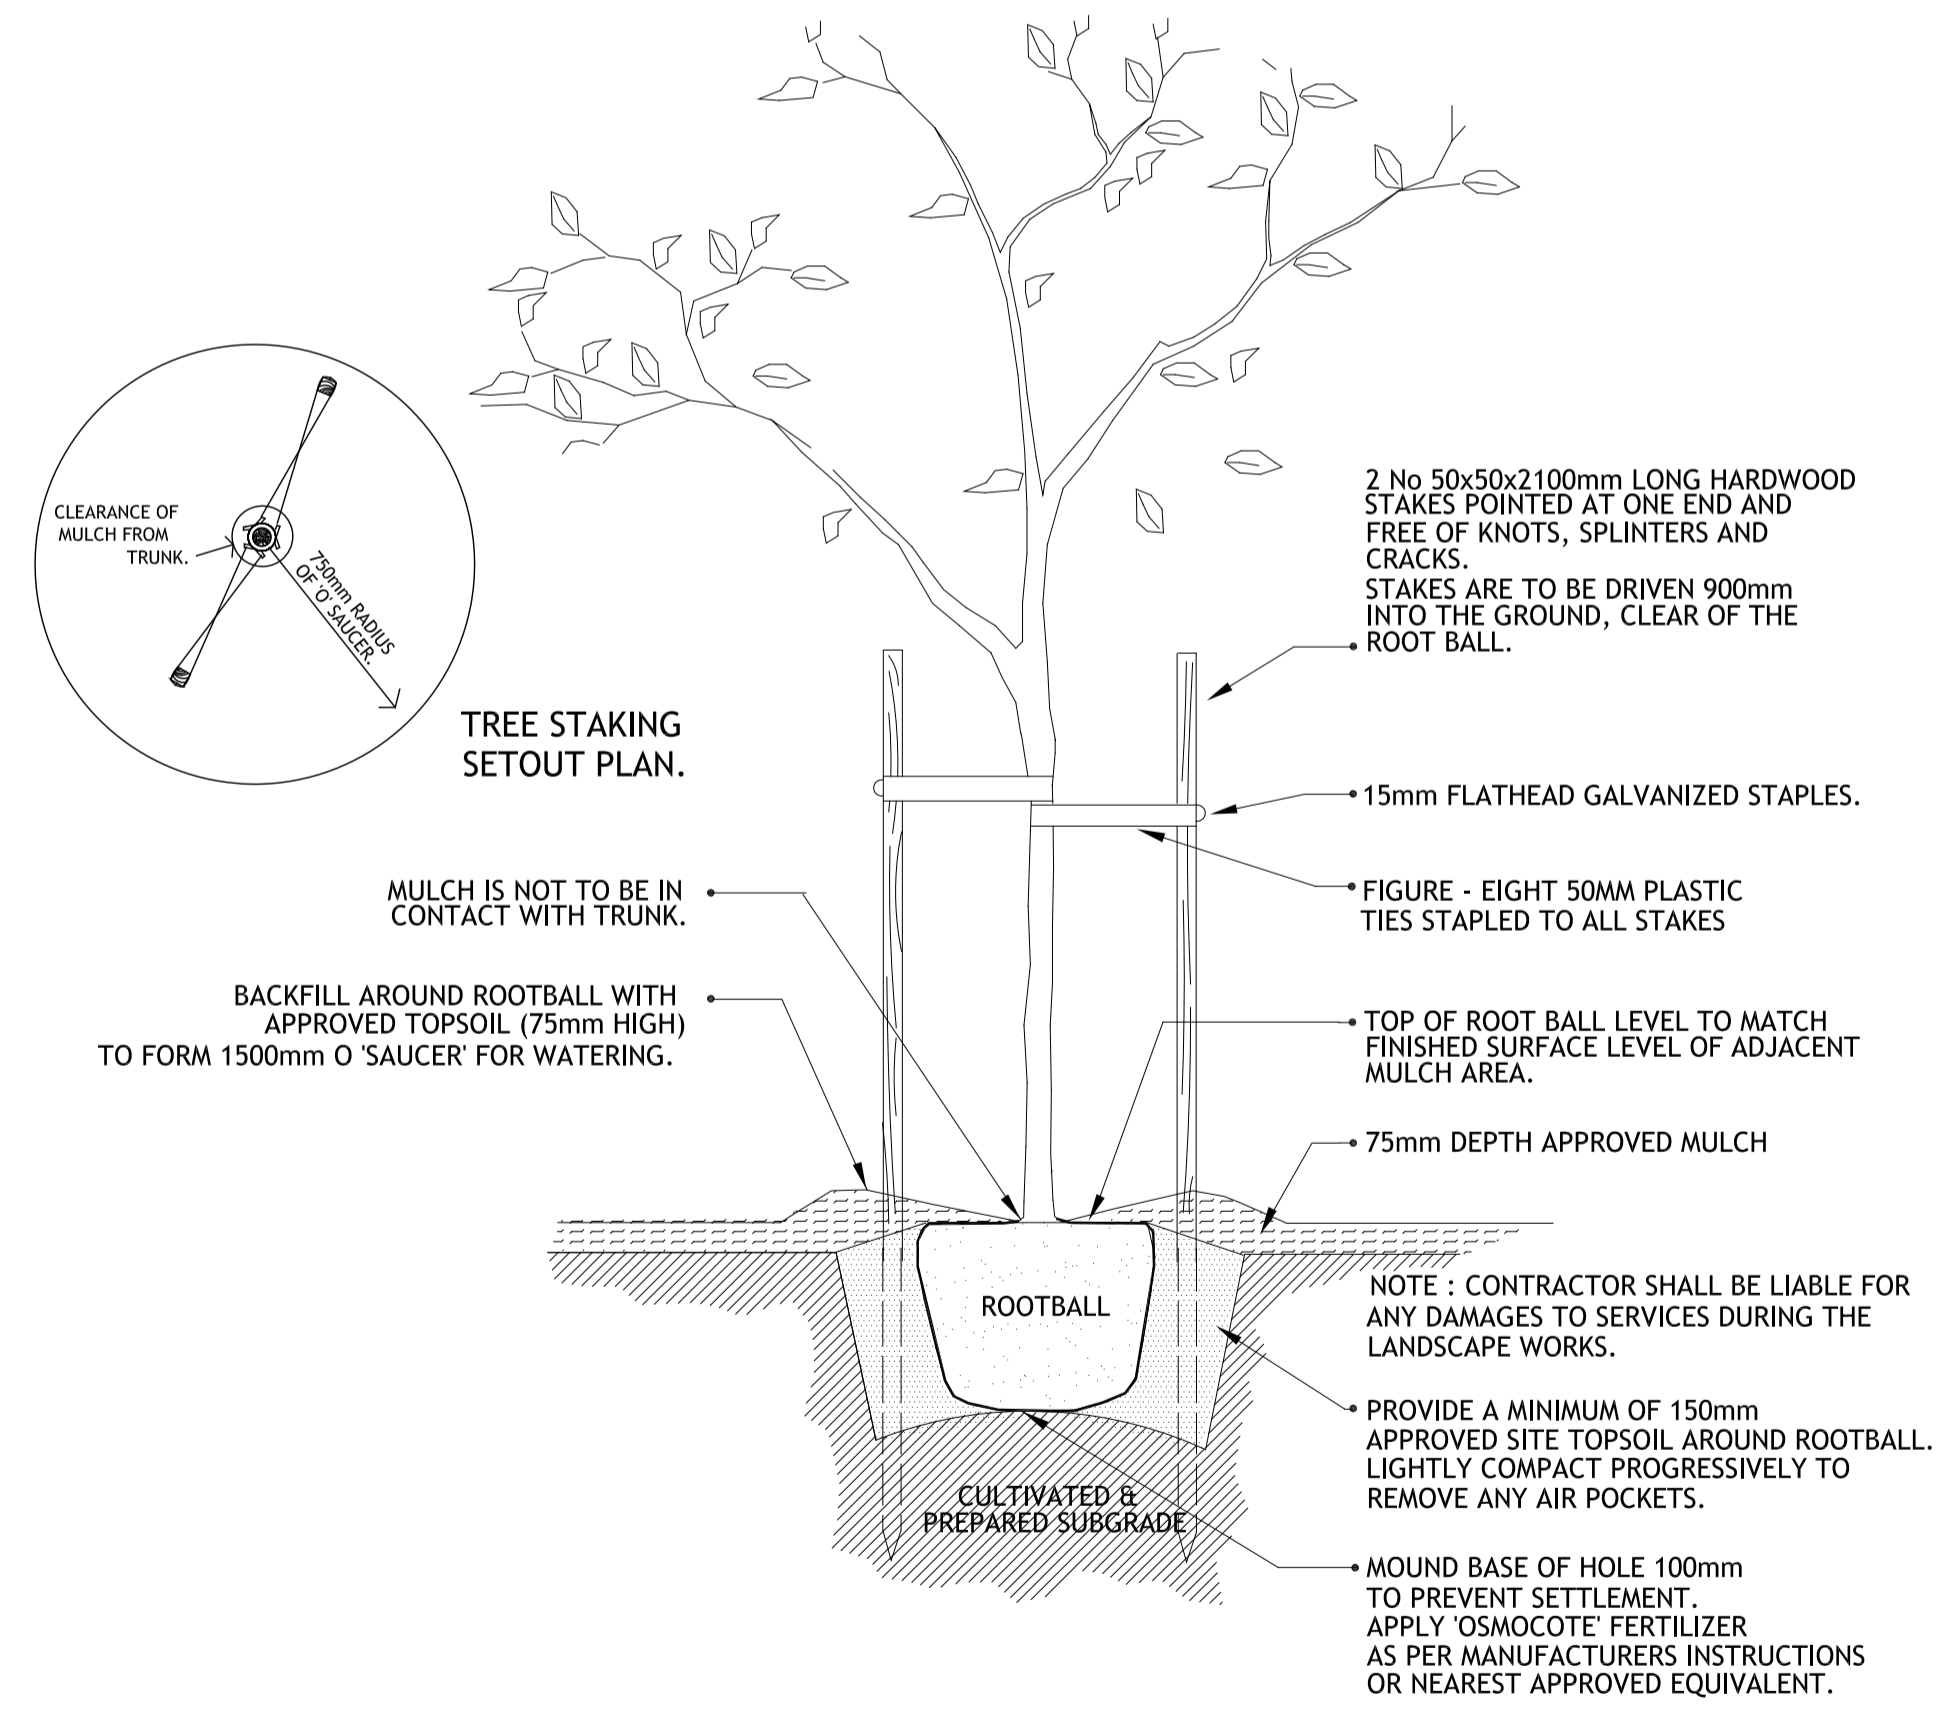 CLEARANCE OF
MULCH FROM
TRUNK.
750mm RADIUS
OF 'O' SAUCER.
TREE STAKING
SETOUT PLAN.
MULCH IS NOT TO BE IN
CONTACT WITH TRUNK.
BACKFILL AROUND ROOTBALL WITH
APPROVED TOPSOIL (75mm HIGH)
TO FORM 1500mm O 'SAUCER' FOR WATERING.
2 No 50x50x2100mm LONG HARDWOOD
STAKES POINTED AT ONE END AND
FREE OF KNOTS, SPLINTERS AND
CRACKS.
STAKES ARE TO BE DRIVEN 900mm
INTO THE GROUND, CLEAR OF THE
ROOT BALL.
15mm FLATHEAD GALVANIZED STAPLES.
FIGURE - EIGHT 50MM PLASTIC
TIES STAPLED TO ALL STAKES
TOP OF ROOT BALL LEVEL TO MATCH
FINISHED SURFACE LEVEL OF ADJACENT
MULCH AREA.
75mm DEPTH APPROVED MULCH
NOTE : CONTRACTOR SHALL BE LIABLE FOR
ANY DAMAGES TO SERVICES DURING THE
LANDSCAPE WORKS.
PROVIDE A MINIMUM OF 150mm
APPROVED SITE TOPSOIL AROUND ROOTBALL.
LIGHTLY COMPACT PROGRESSIVELY TO
REMOVE ANY AIR POCKETS.
MOUND BASE OF HOLE 100mm
TO PREVENT SETTLEMENT.
APPLY 'OSMOCOTE' FERTILIZER
AS PER MANUFACTURERS INSTRUCTIONS
OR NEAREST APPROVED EQUIVALENT.
ROOTBALL
CULTIVATED &
PREPARED SUBGRADE